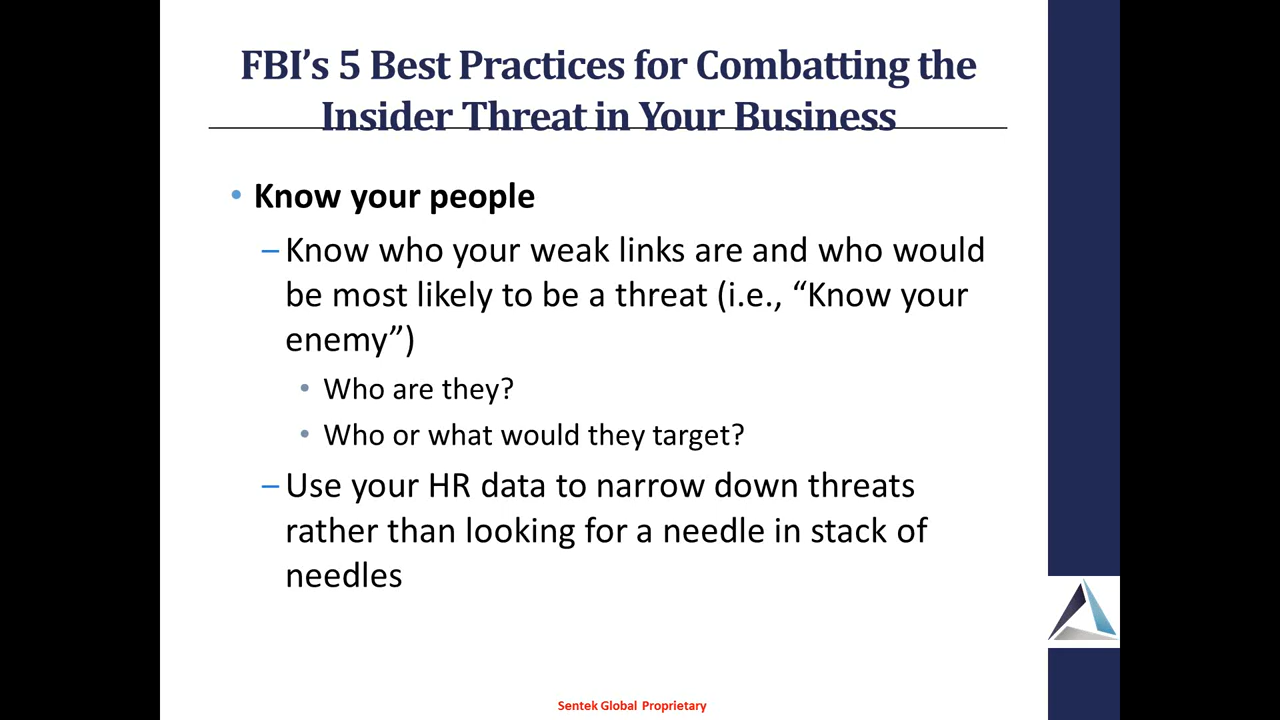 FBI’s 5 Best Practices for Combatting the
Insider Threat in Your Business
• Know your people
– Know who your weak links are and who would
be most likely to be a threat (i.e., “Know your
enemy”)
• Who are they?
• Who or what would they target?
– Use your HR data to narrow down threats
rather than looking for a needle in stack of
needles
Sentek Global Proprietary